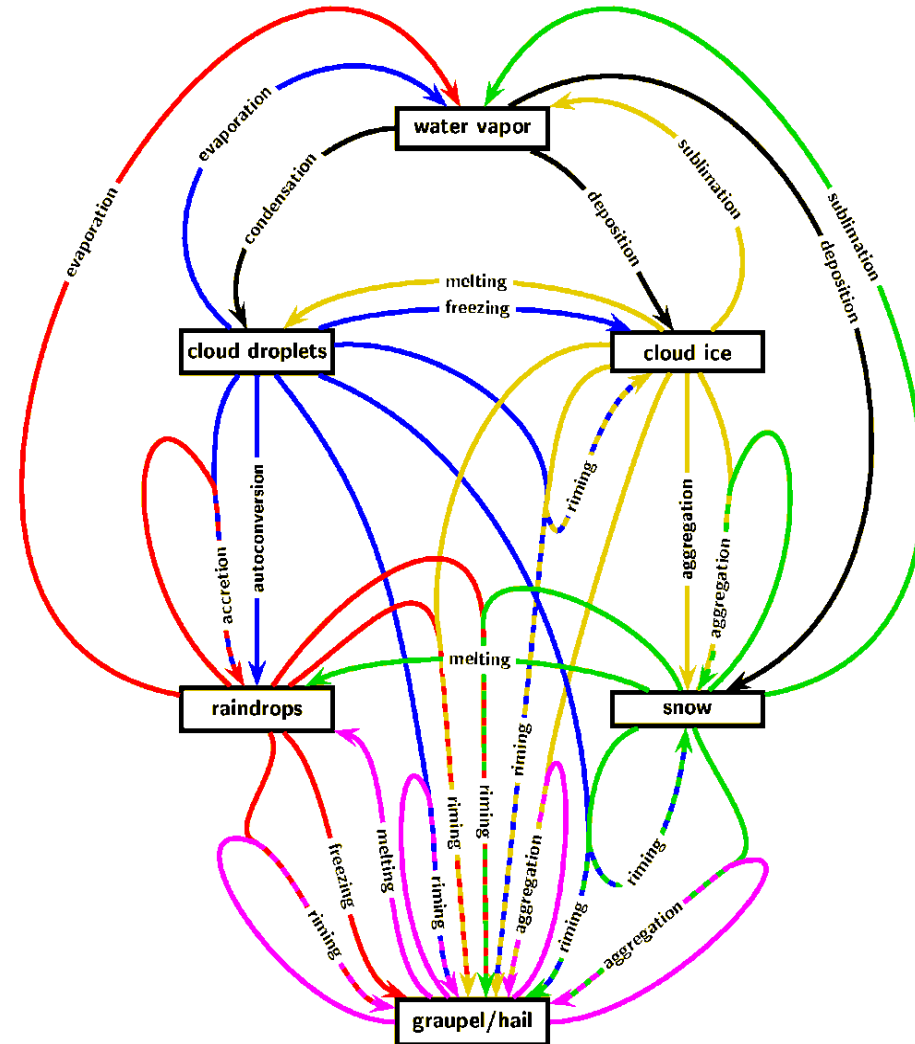 water vapor
evaporation
evaporation
condensation
deposition
sublimation
sublimation
deposition
melting
freezing
cloud droplets
cloud ice
riming
accretion
autoconversion
aggregation
aggregation
melting
raindrops
snow
riming
riming
riming
freezing
melting
riming
aggregation
riming
riming
riming
aggregation
graupel/hail